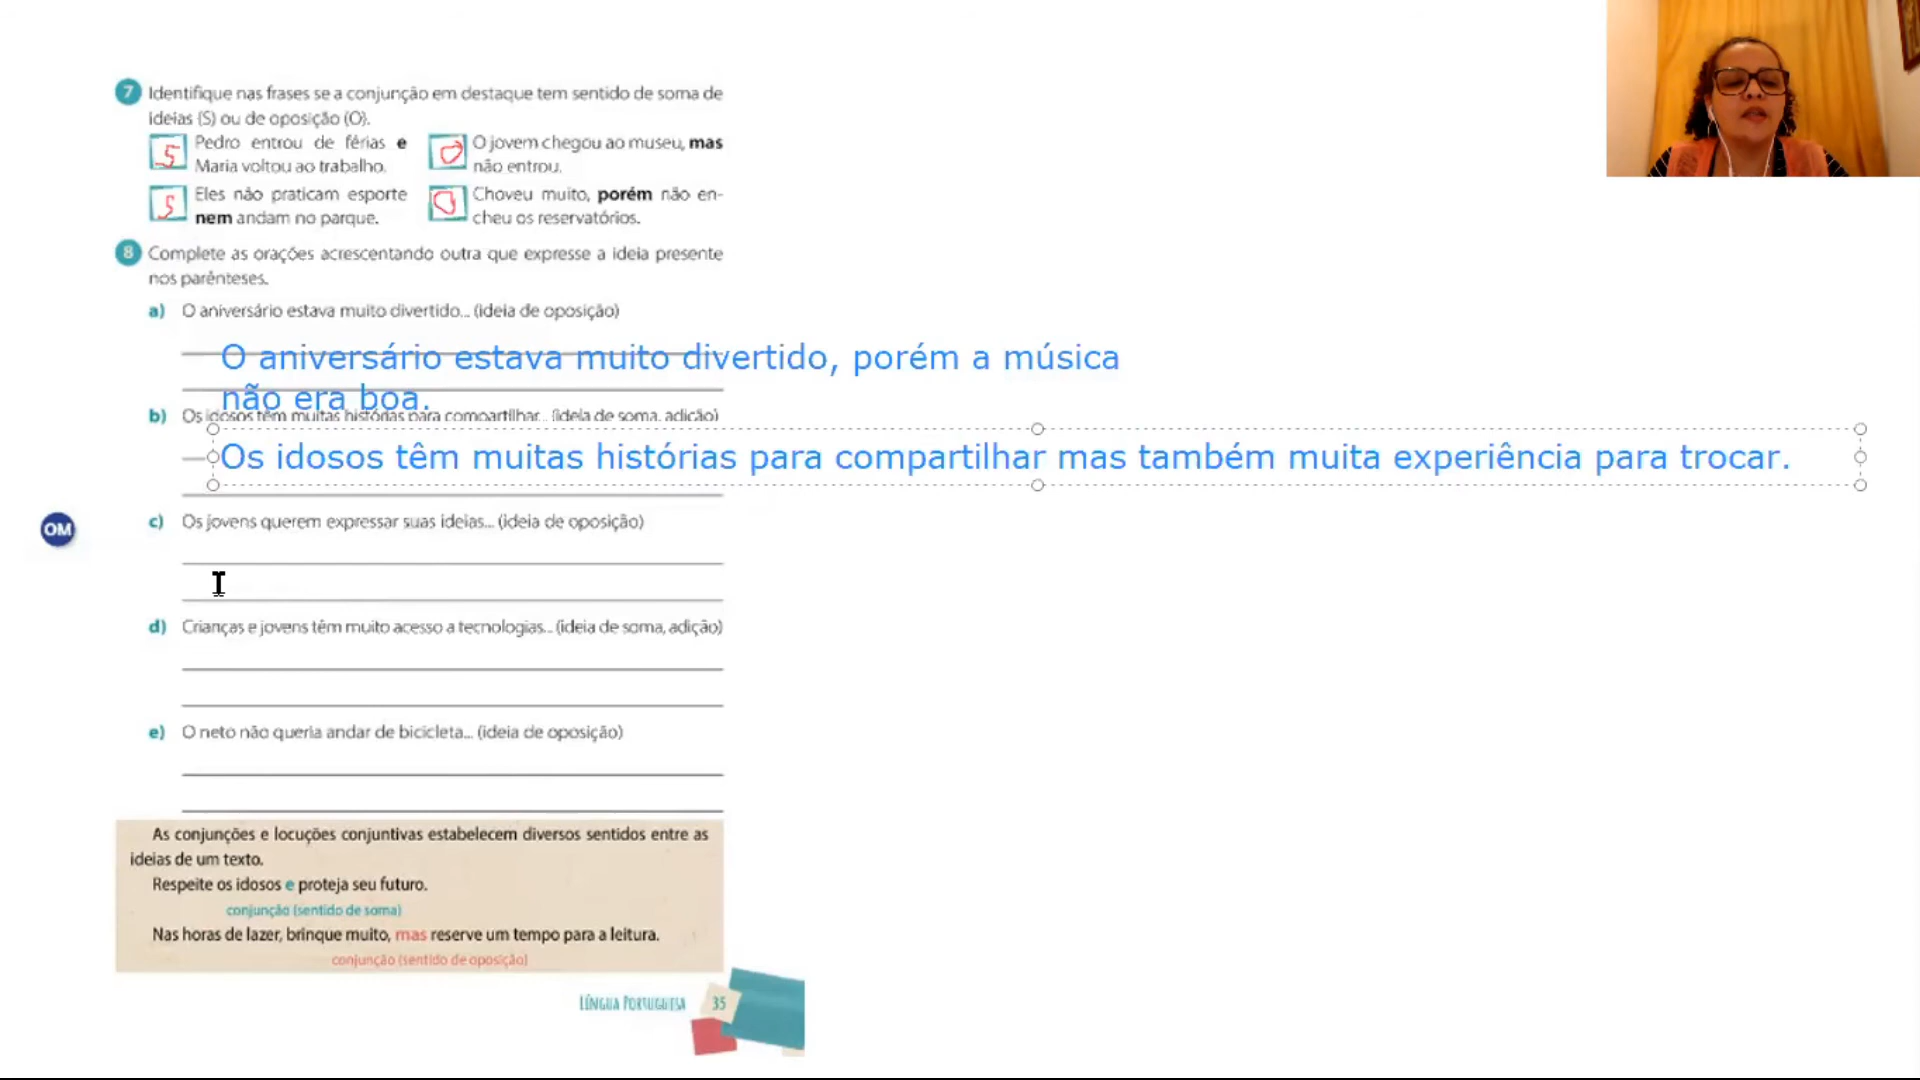 7 Identifique nas frases se a conjunção em destaque tem sentido de soma de
ideias (S) ou de oposição (O).
S Pedro entrou de férias e
Maria voltou ao trabalho.
O O jovem chegou ao museu, mas
não entrou.
S Eles não praticam esporte
nem andam no parque.
O Choveu muito, porém não en-
cheu os reservatórios.
8 Complete as orações acrescentando outra que expresse a ideia presente
nos parênteses.
a) O aniversário estava muito divertido... (ideia de oposição)
O aniversário estava muito divertido, porém a música
não era boa.
b) Os idosos têm muitas histórias para compartilhar... (ideia de soma, adição)
Os idosos têm muitas histórias para compartilhar mas também muita experiência para trocar.
OM
c) Os jovens querem expressar suas ideias... (ideia de oposição)
d) Crianças e jovens têm muito acesso a tecnologias... (ideia de soma, adição)
e) O neto não queria andar de bicicleta... (ideia de oposição)
As conjunções e locuções conjuntivas estabelecem diversos sentidos entre as
ideias de um texto.
Respeite os idosos e proteja seu futuro.
conjunção (sentido de soma)
Nas horas de lazer, brinque muito, mas reserve um tempo para a leitura.
conjunção (sentido de oposição)
LÍNGUA PORTUGUESA 35